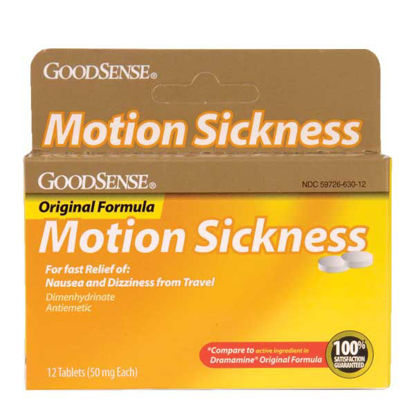 GOODSENSE®
Motion Sickness
GOODSENSE®
NDC 59726-630-12
Original Formula
Motion Sickness
For fast Relief of:
Nausea and Dizziness from Travel
Dimenhydrinate
Antiemetic
*Compare to active ingredient in
Dramamine® Original Formula
100%
SATISFACTION
GUARANTEED
12 Tablets (50 mg Each)